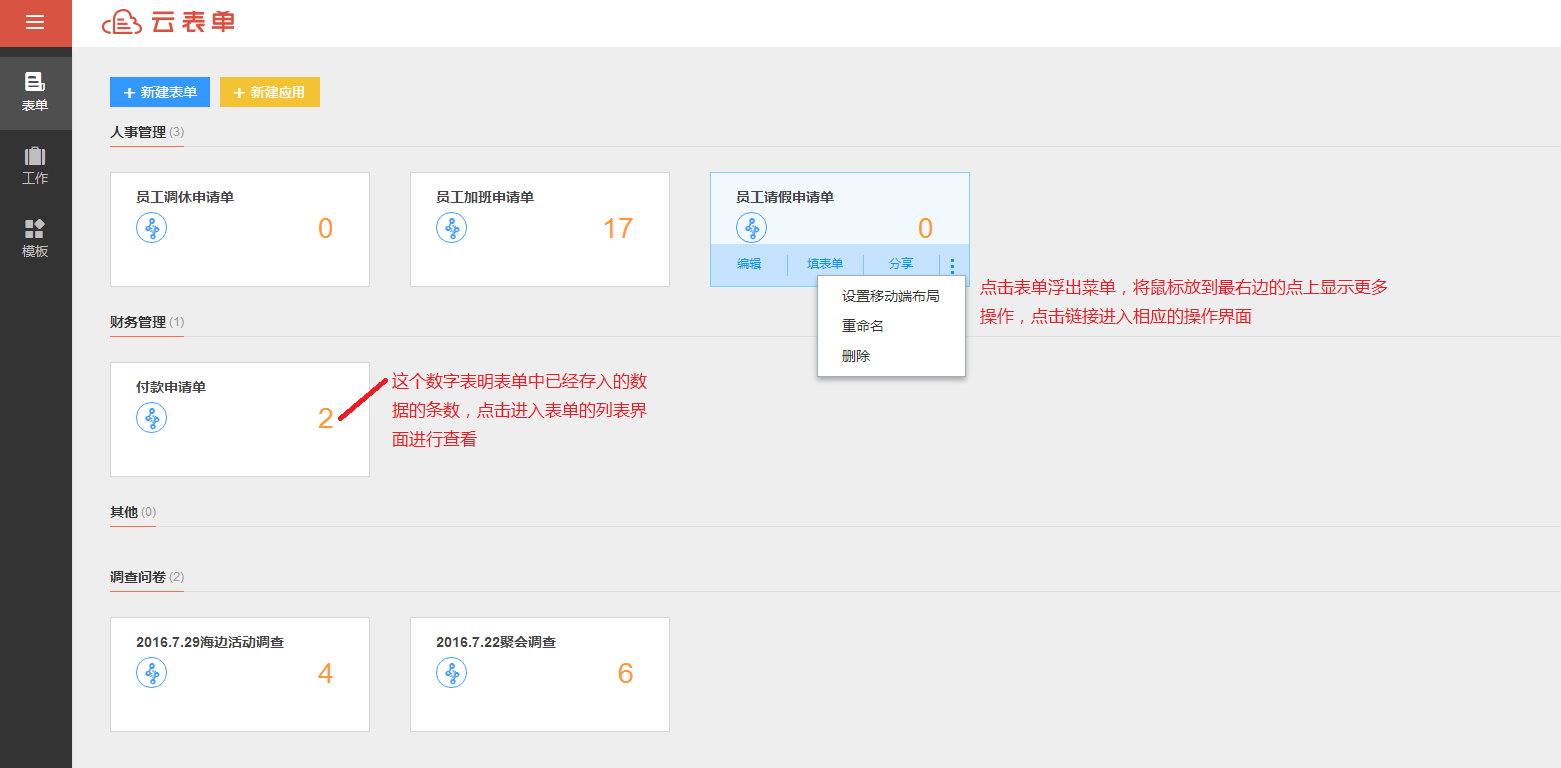 云表单
表单
工作
模板
+ 新建表单
+ 新建应用
人事管理 (3)
员工调休申请单
0
员工加班申请单
17
员工请假申请单
0
编辑
填表单
分享
设置移动端布局
重命名
删除
点击表单浮出菜单，将鼠标放到最右边的点上显示更多
操作，点击链接进入相应的操作界面
财务管理 (1)
付款申请单
2
这个数字表明表单中已经存入的数
据的条数，点击进入表单的列表界
面进行查看
其他 (0)
调查问卷 (2)
2016.7.29海边活动调查
4
2016.7.22聚会调查
6